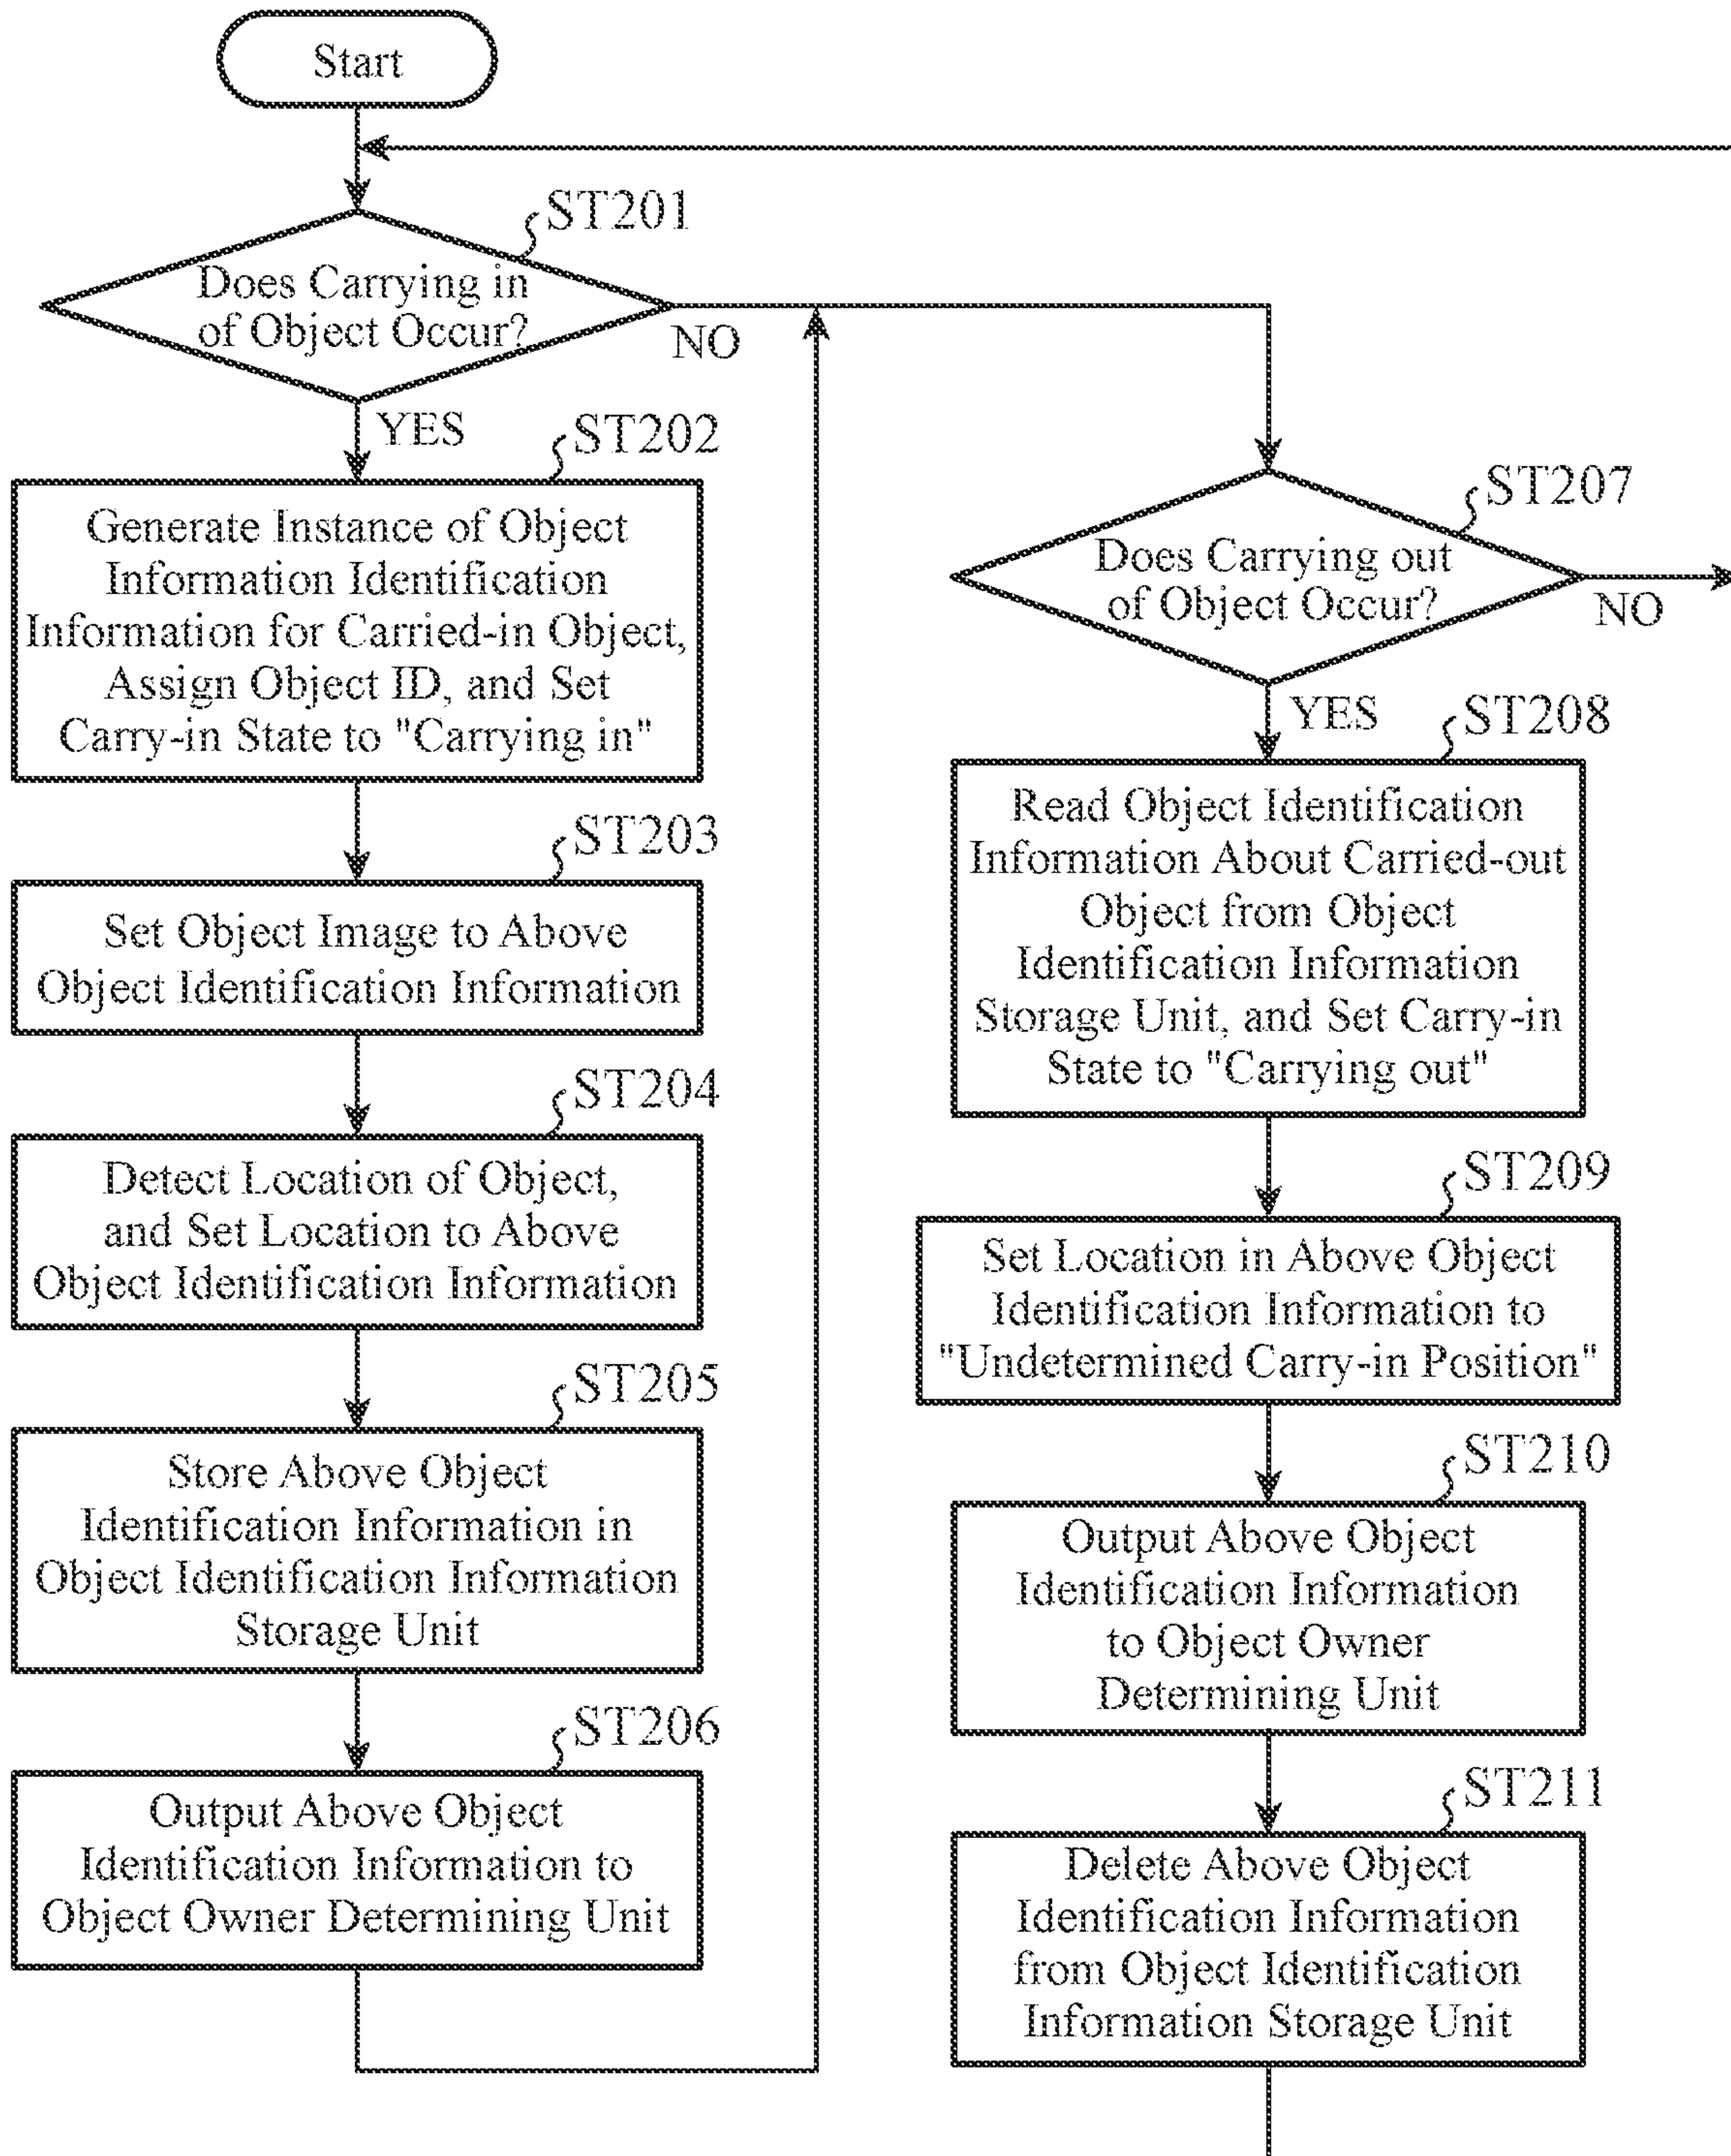 Start
ST201
Does Carrying in
of Object Occur?
NO
YES
ST202
Generate Instance of Object
Information Identification
Information for Carried-in Object,
Assign Object ID, and Set
Carry-in State to "Carrying in"
ST203
Set Object Image to Above
Object Identification Information
ST204
Detect Location of Object,
and Set Location to Above
Object Identification Information
ST205
Store Above Object
Identification Information in
Object Identification Information
Storage Unit
ST206
Output Above Object
Identification Information to
Object Owner Determining Unit
ST207
Does Carrying out
of Object Occur?
NO
YES
ST208
Read Object Identification
Information About Carried-out
Object from Object
Identification Information
Storage Unit, and Set Carry-in
State to "Carrying out"
ST209
Set Location in Above Object
Identification Information to
"Undetermined Carry-in Position"
ST210
Output Above Object
Identification Information
to Object Owner
Determining Unit
ST211
Delete Above Object
Identification Information
from Object Identification
Information Storage Unit